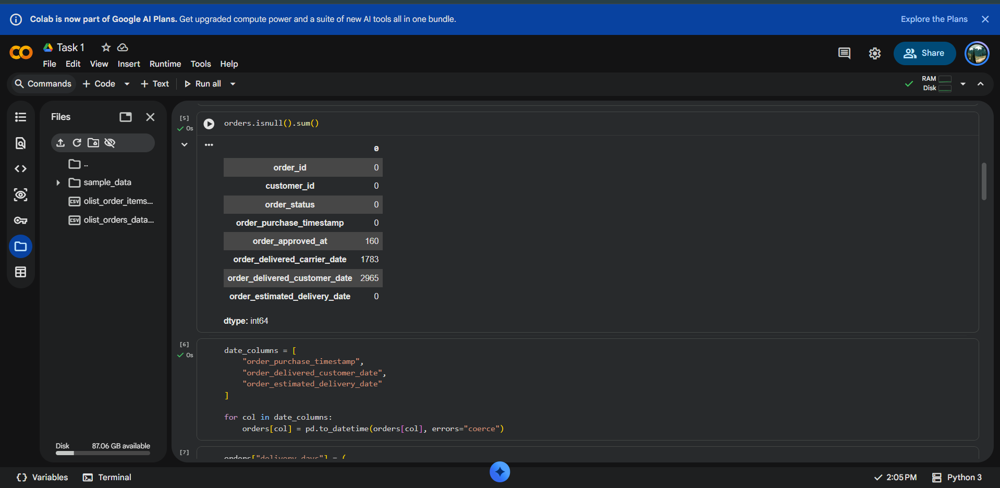 Colab is now part of Google AI Plans. Get upgraded compute power and a suite of new AI tools all in one bundle.
Explore the Plans
CO
Task 1
File Edit View Insert Runtime Tools Help
Share
Commands + Code + Text Run all
RAM
Disk
Files
..
sample_data
CSV olist_order_items...
CSV olist_orders_data...
Disk 87.06 GB available
[5]
0s
orders.isnull().sum()
0
order_id 0
customer_id 0
order_status 0
order_purchase_timestamp 0
order_approved_at 160
order_delivered_carrier_date 1783
order_delivered_customer_date 2965
order_estimated_delivery_date 0
dtype: int64
[6]
0s
date_columns = [
    "order_purchase_timestamp",
    "order_delivered_customer_date",
    "order_estimated_delivery_date"
]
for col in date_columns:
    orders[col] = pd.to_datetime(orders[col], errors="coerce")
[7]
orders["delivery_days"] = (
Variables Terminal
2:05 PM Python 3